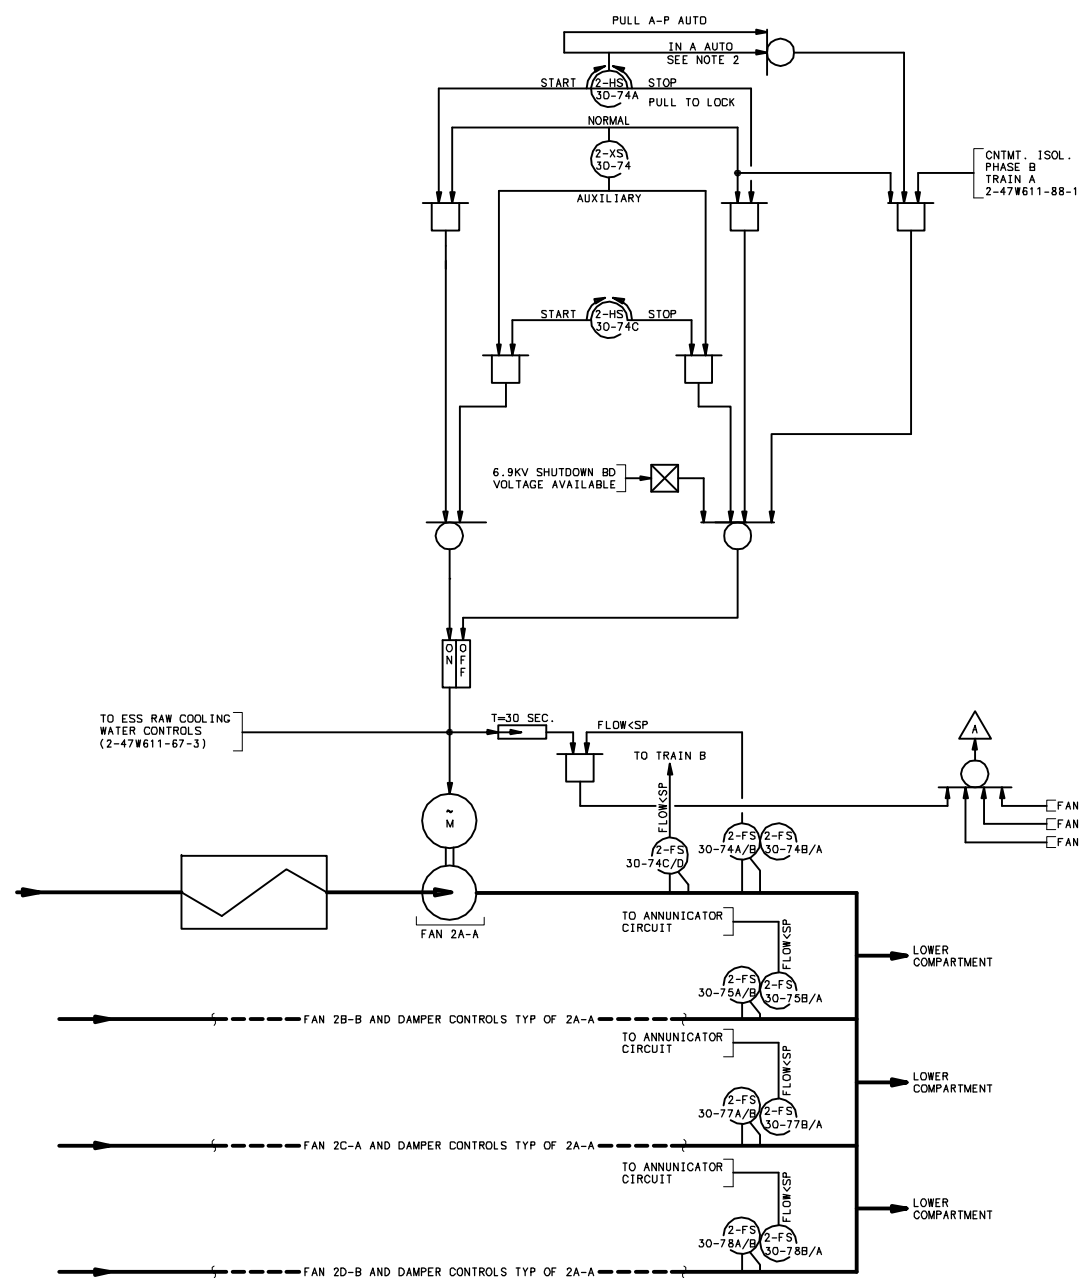 PULL A-P AUTO
IN A AUTO
SEE NOTE 2
START
2-HS
30-74A
STOP
PULL TO LOCK
NORMAL
2-XS
30-74
AUXILIARY
CNTMT. ISOL.
PHASE B
TRAIN A
2-47W611-88-1
START
2-HS
30-74C
STOP
6.9KV SHUTDOWN BD
VOLTAGE AVAILABLE
ON
OFF
TO ESS RAW COOLING
WATER CONTROLS
(2-47W611-67-3)
T=30 SEC.
FLOW<SP
TO TRAIN B
FLOW<SP
A
FAN
FAN
FAN
~
M
2-FS
30-74C/D
2-FS
30-74A/B
2-FS
30-74B/A
FAN 2A-A
TO ANNUNICATOR
CIRCUIT
FLOW<SP
LOWER
COMPARTMENT
2-FS
30-75A/B
2-FS
30-75B/A
FAN 2B-B AND DAMPER CONTROLS TYP OF 2A-A
TO ANNUNICATOR
CIRCUIT
FLOW<SP
LOWER
COMPARTMENT
2-FS
30-77A/B
2-FS
30-77B/A
FAN 2C-A AND DAMPER CONTROLS TYP OF 2A-A
TO ANNUNICATOR
CIRCUIT
FLOW<SP
LOWER
COMPARTMENT
2-FS
30-78A/B
2-FS
30-78B/A
FAN 2D-B AND DAMPER CONTROLS TYP OF 2A-A